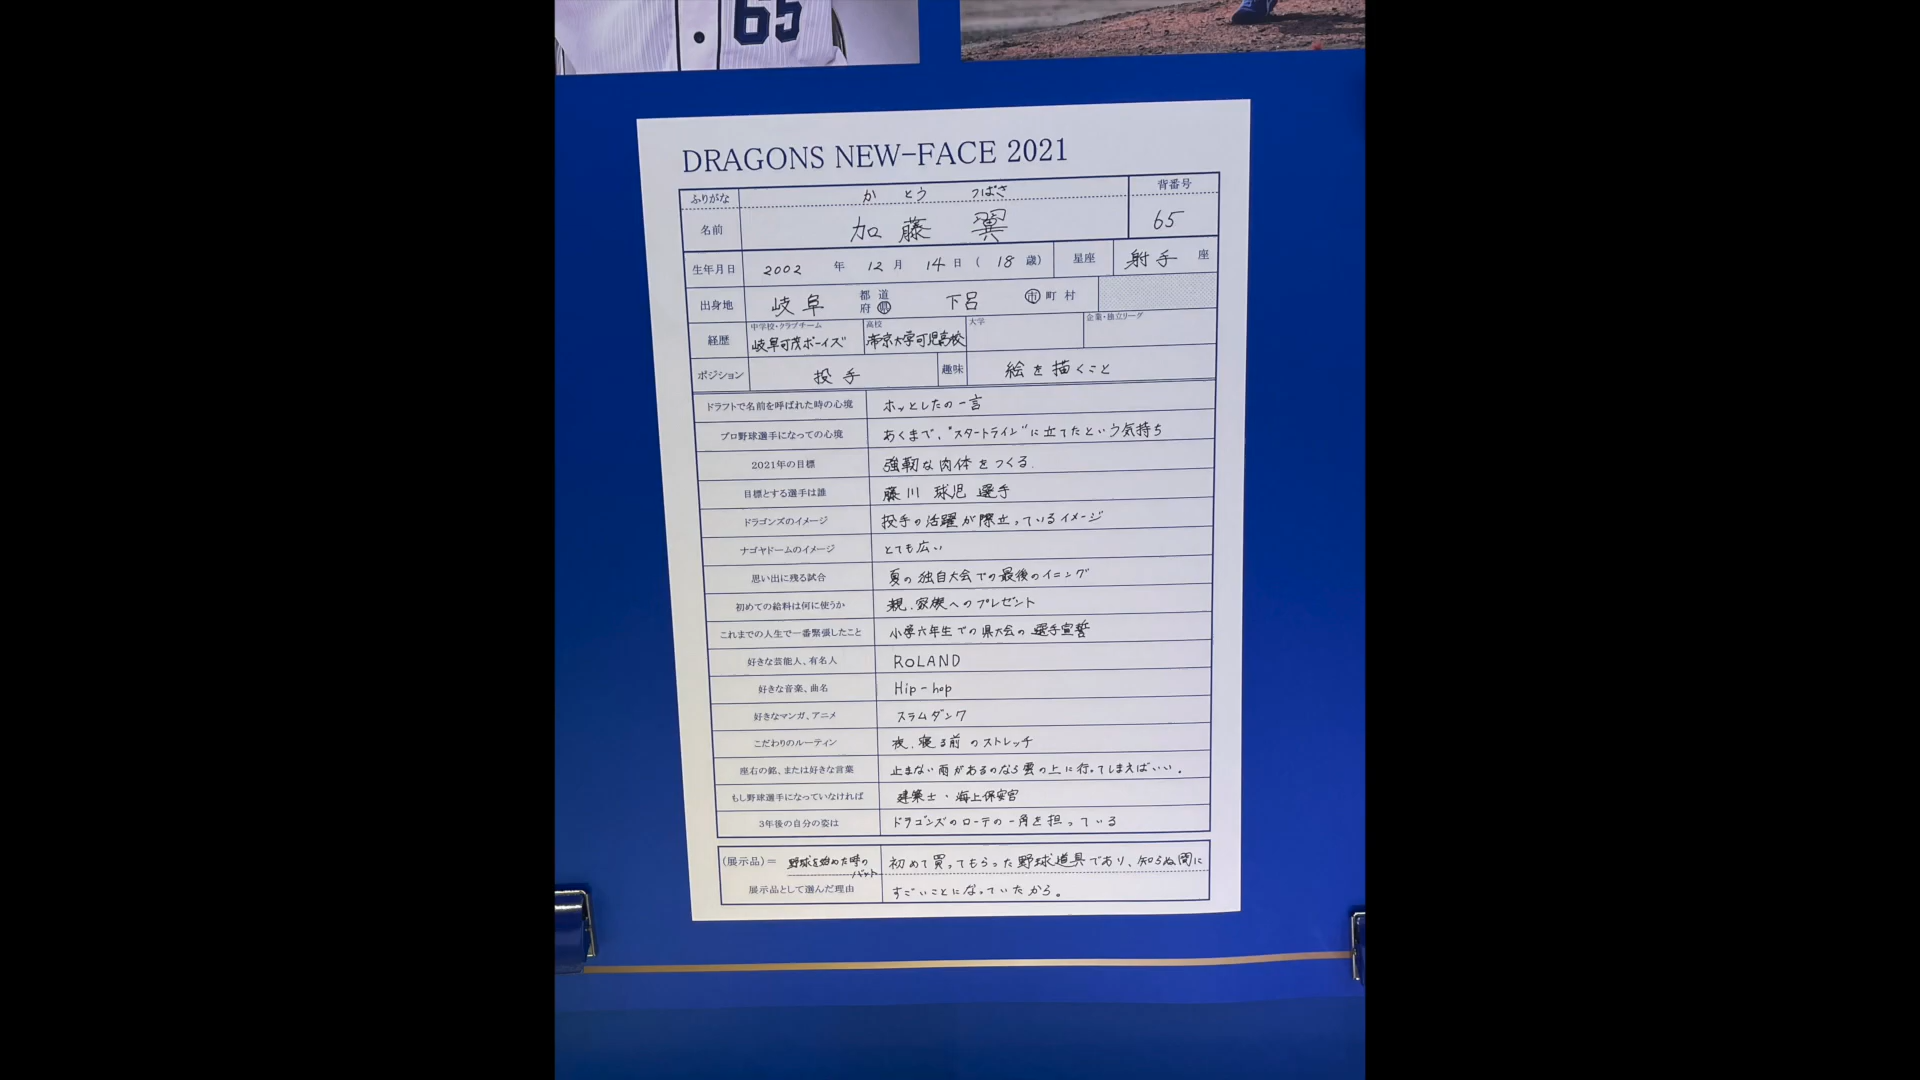 65
DRAGONS NEW-FACE 2021
ふりがな かとう つばさ 背番号
名前 加藤 翼 65
生年月日 2002 年 12 月 14 日 ( 18 歳) 星座 射手 座
出身地 岐阜 都道府県 下呂 市町村
経歴 中学校・クラブチーム 岐阜可茂ボーイズ 高校 帝京大学可児高校 大学 企業・独立リーグ
ポジション 投手 趣味 絵を描くこと
ドラフトで名前を呼ばれた時の心境 ホッとしたの一言
プロ野球選手になっての心境 あくまで、"スタートライン"に立てたという気持ち
2021年の目標 強靭な肉体をつくる.
目標とする選手は誰 藤川 球児 選手
ドラゴンズのイメージ 投手の活躍が際立っているイメージ
ナゴヤドームのイメージ とても広い
思い出に残る試合 夏の独自大会での最後のイニング
初めての給料は何に使うか 親、家族へのプレゼント
これまでの人生で一番緊張したこと 小学六年生での県大会の選手宣誓
好きな芸能人、有名人 ROLAND
好きな音楽、曲名 Hip-hop
好きなマンガ、アニメ スラムダンク
こだわりのルーティン 夜、寝る前のストレッチ
座右の銘、または好きな言葉 止まない雨があるのなら雲の上に行ってしまえばいい。
もし野球選手になっていなければ 建築士・海上保安官
3年後の自分の姿は ドラゴンズのローテの一角を担っている
(展示品)= 野球を始めた時のバット 初めて買ってもらった野球道具であり、知らぬ間に
展示品として選んだ理由 すごいことになっていたから。